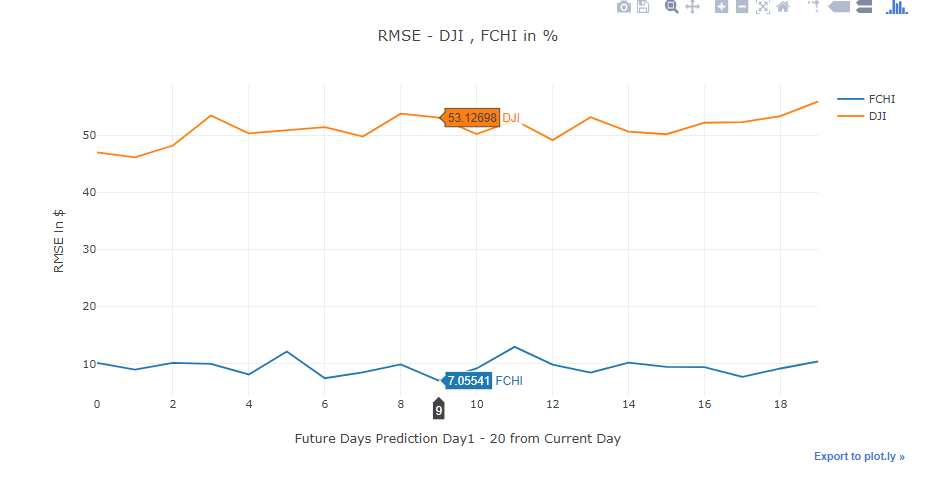 RMSE - DJI , FCHI in %
FCHI
DJI
53.12698 DJI
50
40
30
20
10
RMSE In $
7.05541 FCHI
0 2 4 6 8 10 12 14 16 18
9
Future Days Prediction Day1 - 20 from Current Day
Export to plot.ly »